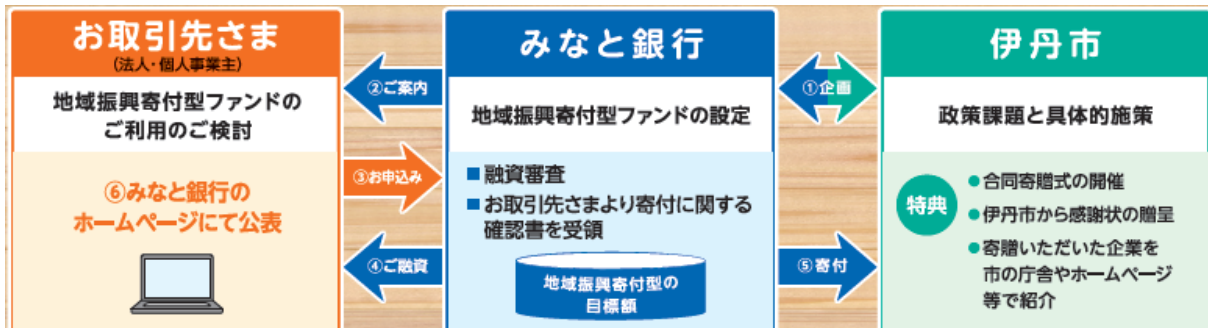 お取引先さま
(法人・個人事業主)
地域振興寄付型ファンドの
ご利用のご検討
⑥みなと銀行の
ホームページにて公表
②ご案内
③お申込み
④ご融資
みなと銀行
地域振興寄付型ファンドの設定
■融資審査
■お取引先さまより寄付に関する
確認書を受領
地域振興寄付型の
目標額
①企画
⑤寄付
伊丹市
政策課題と具体的施策
特典
●合同寄贈式の開催
●伊丹市から感謝状の贈呈
●寄贈いただいた企業を
市の庁舎やホームページ
等で紹介